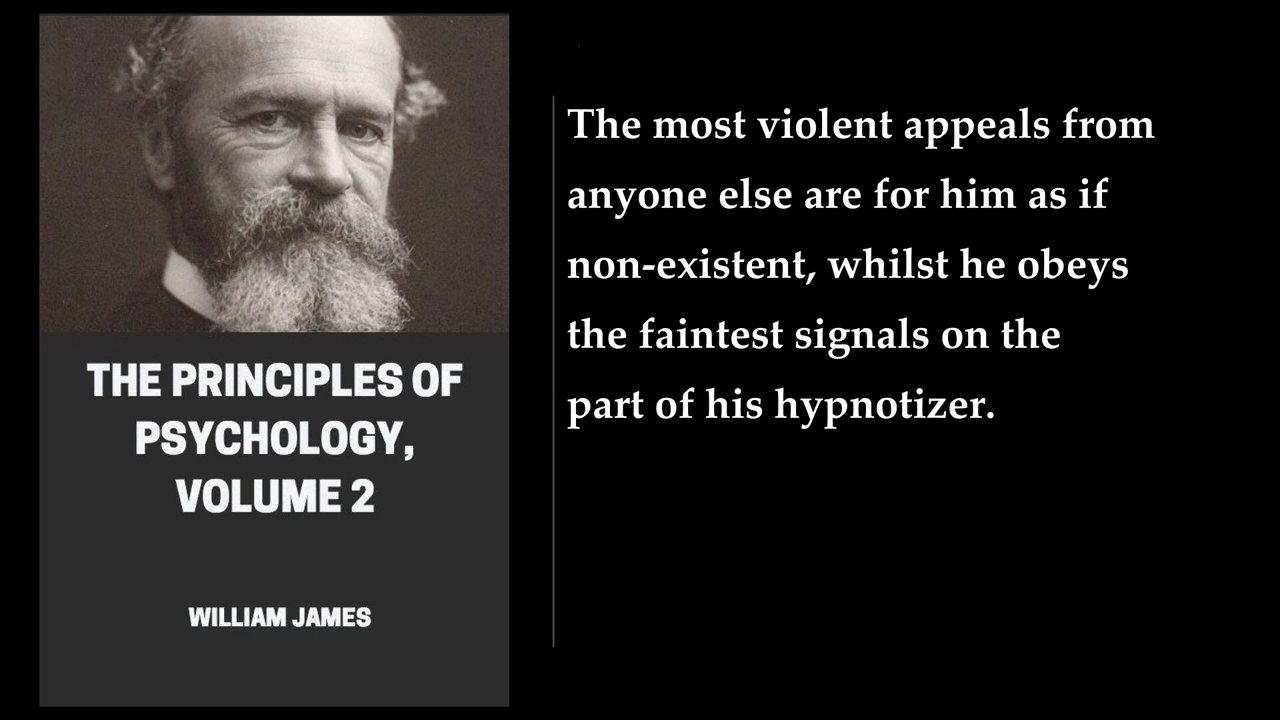 THE PRINCIPLES OF
PSYCHOLOGY,
VOLUME 2
WILLIAM JAMES
The most violent appeals from
anyone else are for him as if
non-existent, whilst he obeys
the faintest signals on the
part of his hypnotizer.